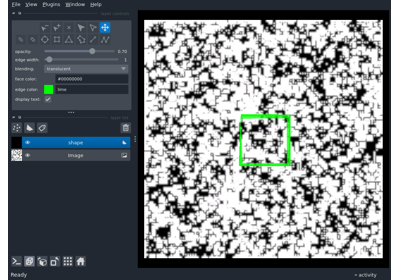 File View Plugins Window Help
opacity: 0.70
edge width: 1
blending: translucent
face color: #00000000
edge color: lime
display text:
shape
image
Ready
activity